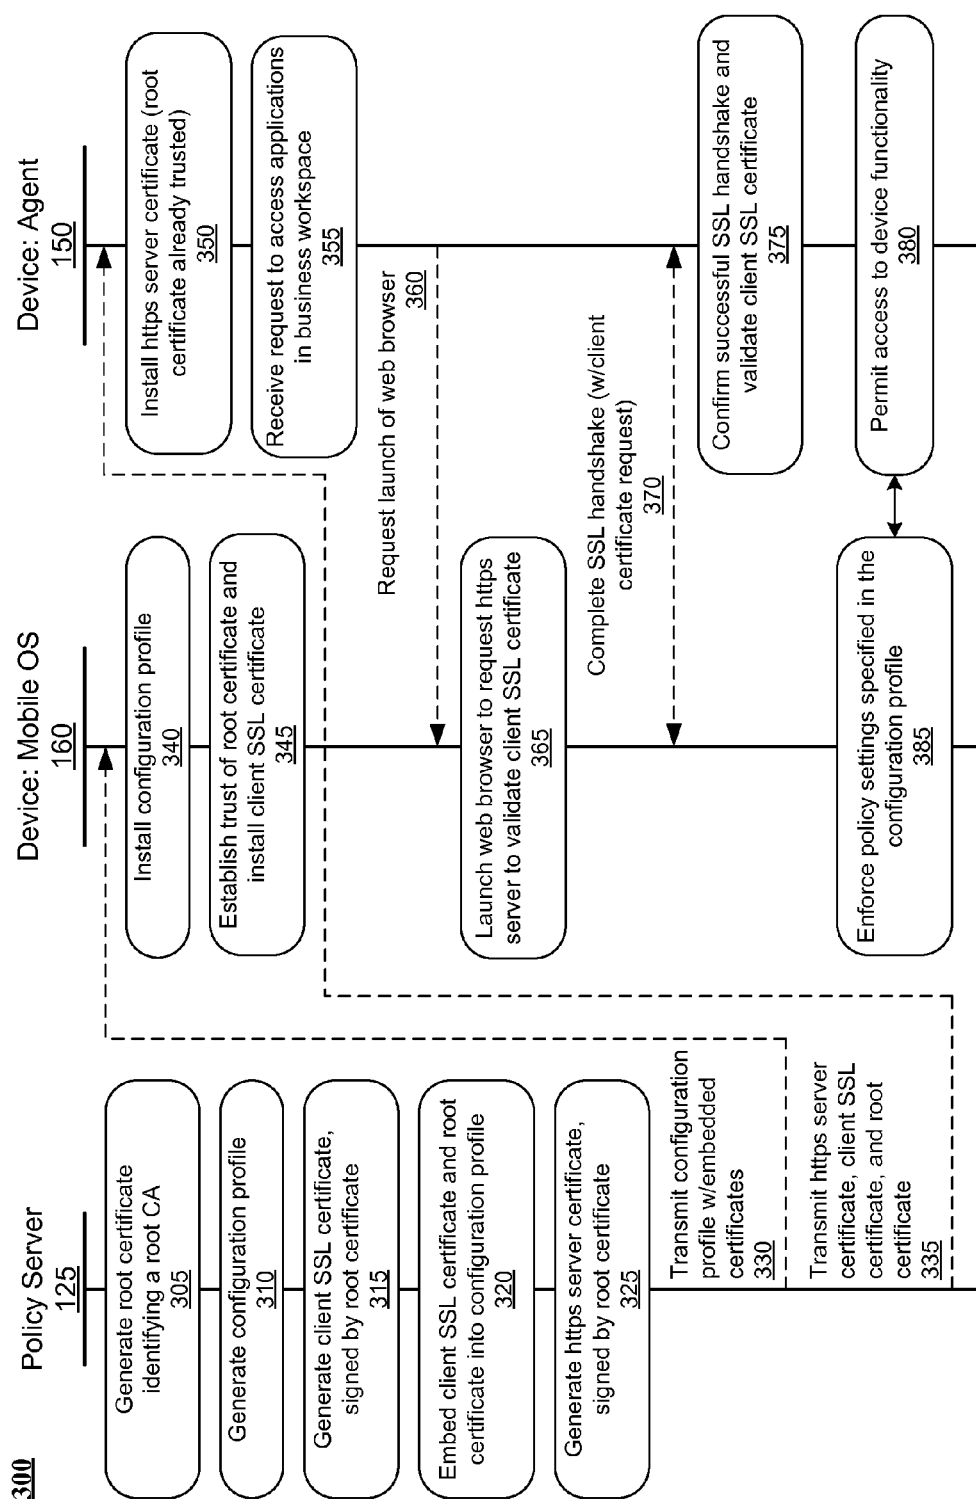 300
Policy Server
125
Generate root certificate
identifying a root CA
305
Generate configuration profile
310
Generate client SSL certificate,
signed by root certificate
315
Embed client SSL certificate and root
certificate into configuration profile
320
Generate https server certificate,
signed by root certificate
325
Transmit configuration
profile w/embedded
certificates
330
Transmit https server
certificate, client SSL
certificate, and root
certificate
335
Device: Mobile OS
160
Install configuration profile
340
Establish trust of root certificate and
install client SSL certificate
345
Launch web browser to request https
server to validate client SSL certificate
365
Enforce policy settings specified in the
configuration profile
385
Device: Agent
150
Install https server certificate (root
certificate already trusted)
350
Receive request to access applications
in business workspace
355
Request launch of web browser
360
Complete SSL handshake (w/client
certificate request)
370
Confirm successful SSL handshake and
validate client SSL certificate
375
Permit access to device functionality
380